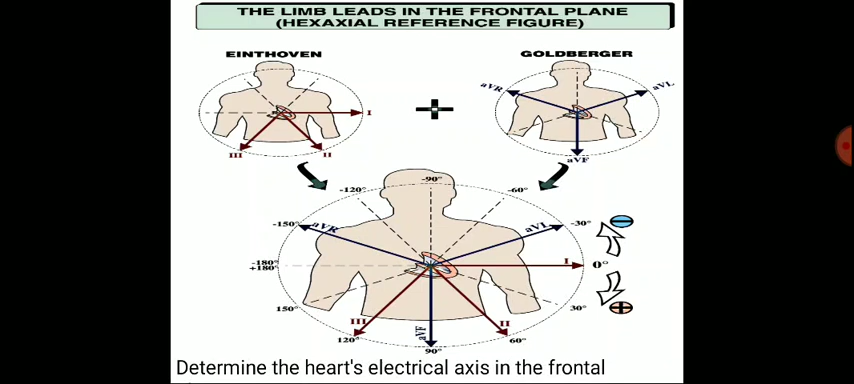 THE LIMB LEADS IN THE FRONTAL PLANE
(HEXAXIAL REFERENCE FIGURE)
EINTHOVEN
GOLDBERGER
aVR
aVL
I
III
II
aVF
-90°
-120°
-60°
-150°
aVR
aVL
-30°
-180°
+180°
I
0°
150°
30°
III
aVF
II
120°
60°
90°
Determine the heart's electrical axis in the frontal